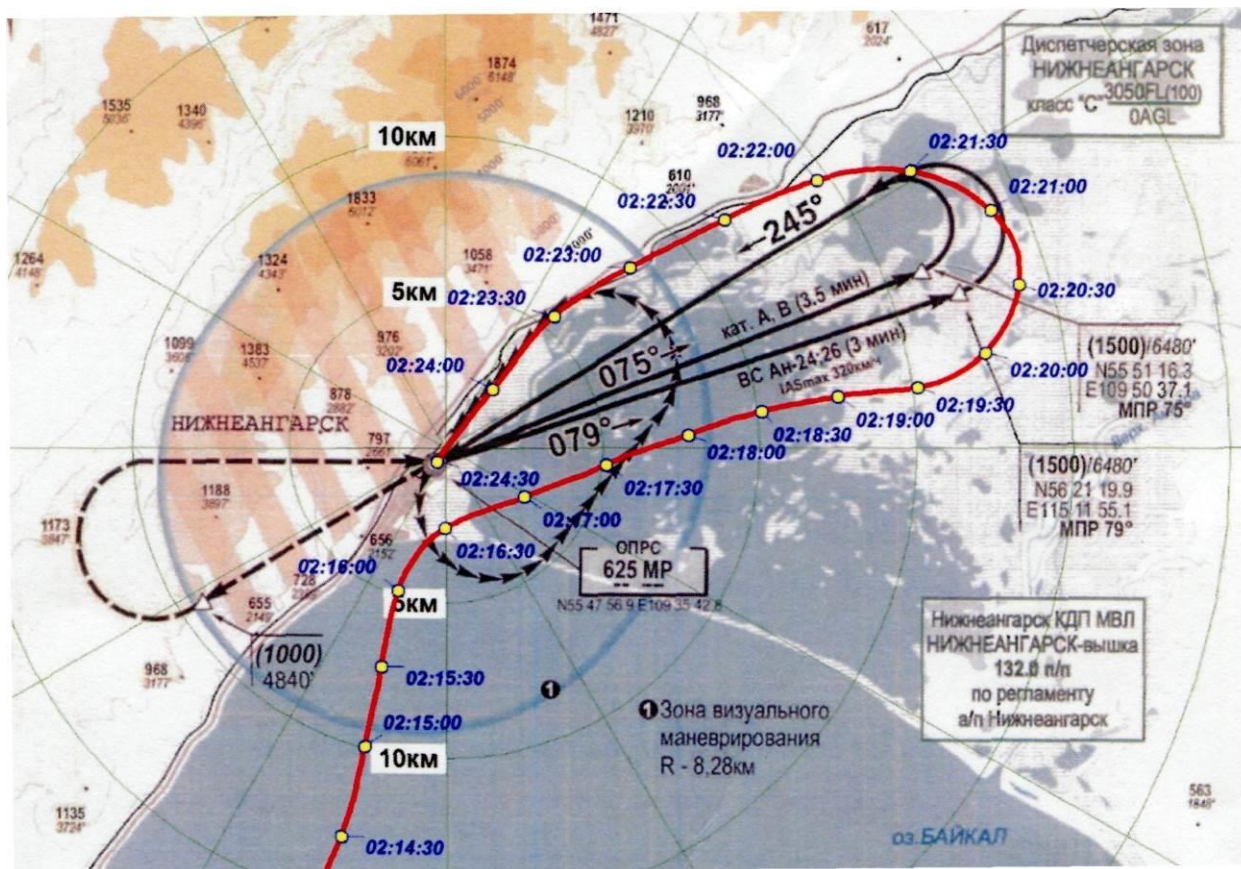 1471
4827'
617
2024'
Диспетчерская зона
НИЖНЕАНГАРСК
класс "С" 3050FL(100)
0AGL
1874
6148'
6000'
5000'
1535
5036'
1340
4396'
968
3177'
1210
3970'
10км
02:22:00
02:21:30
610
2001'
02:21:00
1833
6012'
02:22:30
245°
1264
4148'
1324
4343'
1058
3471'
02:23:00
5км
02:23:30
02:20:30
кат. А, В (3,5 мин)
1099
3606'
1383
4537'
976
3202'
075°
ВС Ан-24;26 (3 мин)
IASmax 320км/ч
(1500)/6480'
N55 51 16.3
E109 50 37.1
МПР 75°
02:24:00
02:20:00
878
2882'
02:19:30
02:19:00
НИЖНЕАНГАРСК
079°
02:18:30
797
2661'
02:18:00
02:24:30
02:17:30
(1500)/6480'
N56 21 19.9
E115 11 55.1
МПР 79°
1188
3897'
02:17:00
1173
3847'
656
2152'
02:16:30
ОПРС
625 МР
N55 47 56.9 E109 35 42.8
02:16:00
728
655
2149'
5км
(1000)
4840'
Нижнеангарск КДП МВЛ
НИЖНЕАНГАРСК-вышка
132.0 п/п
по регламенту
а/п Нижнеангарск
968
3177'
02:15:30
1
1 Зона визуального
маневрирования
R - 8,28км
02:15:00
10км
1135
3724'
563
1848'
02:14:30
оз.БАЙКАЛ